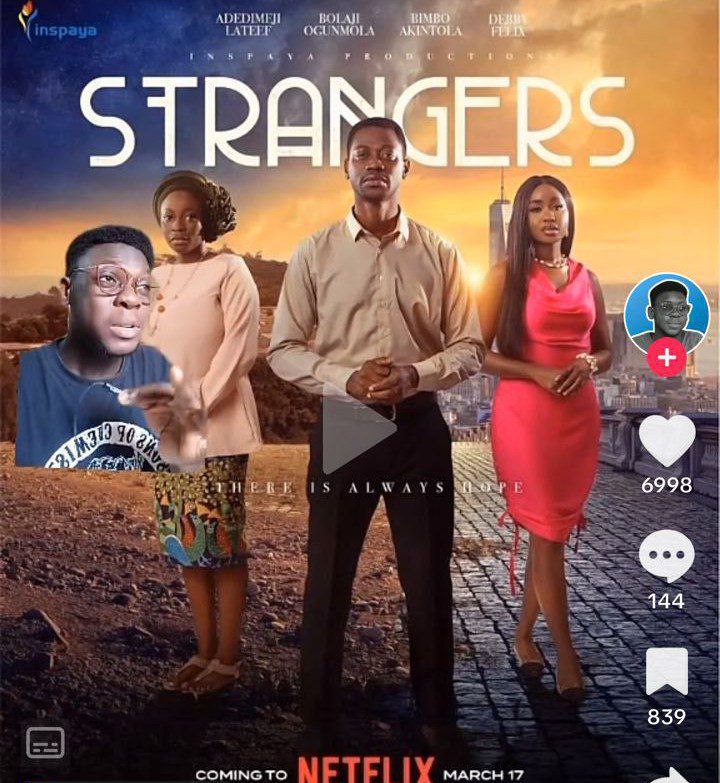 inspaya
ADEDIMEJI BOLAJI BIMBO DEBBY
LATEEF OGUNMOLA AKINTOLA FELIX
INSPAYA PRODUCTIONS
STRANGERS
THERE IS ALWAYS HOPE
6998
144
839
COMING TO NETFLIX MARCH 17